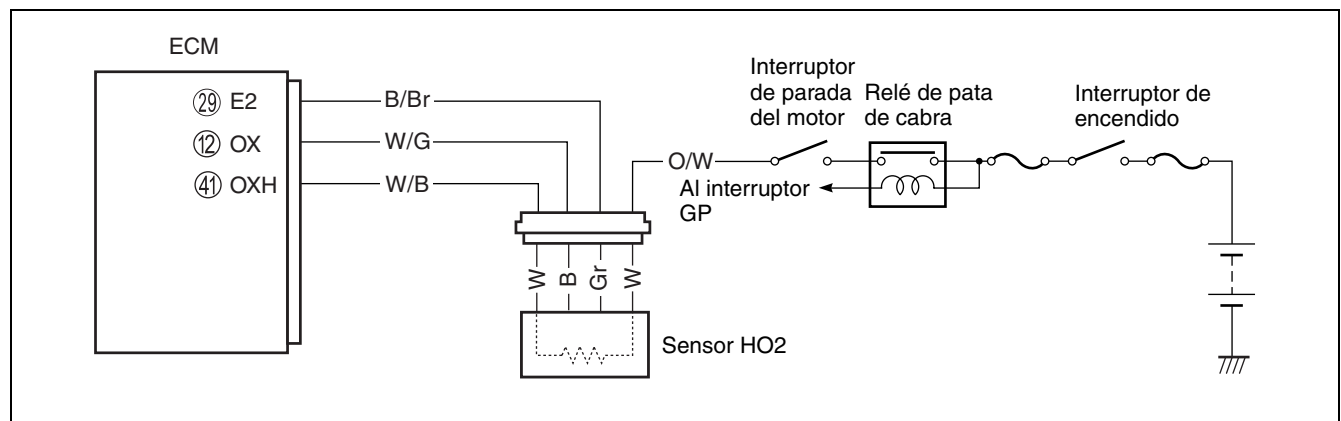 ECM
29 E2
12 OX
41 OXH
B/Br
W/G
W/B
O/W
Interruptor
de parada
del motor
Relé de pata
de cabra
Interruptor de
encendido
Al interruptor
GP
W
B
Gr
W
Sensor HO2